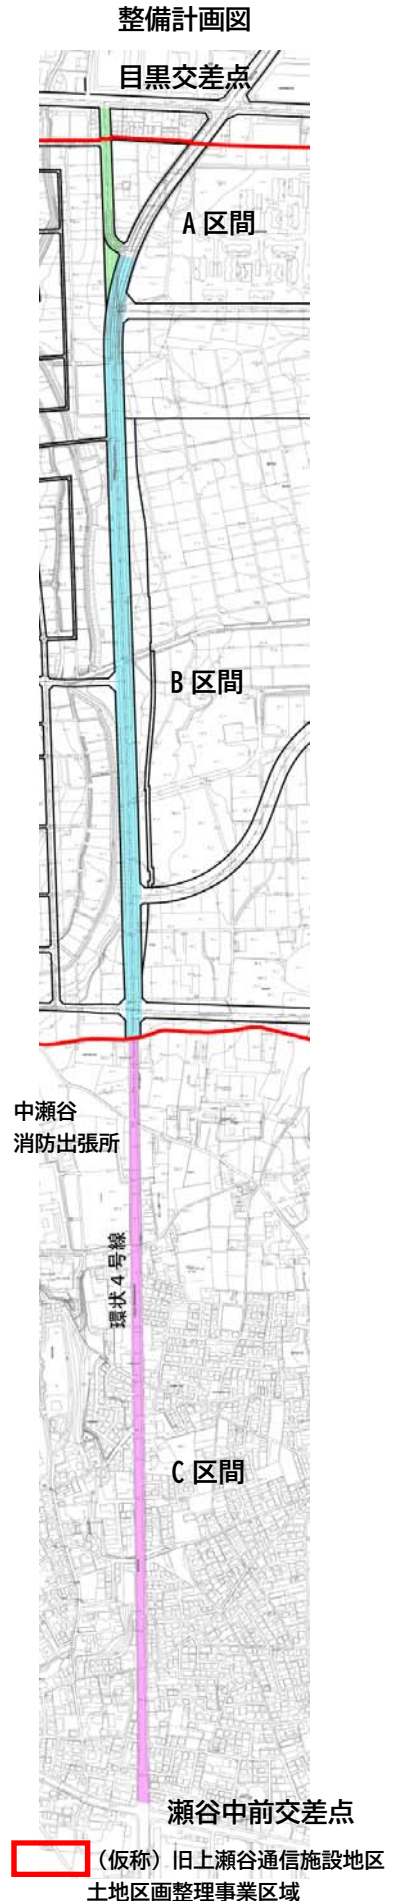 整備計画図
目黒交差点
A区間
B区間
中瀬谷
消防出張所
環状4号線
C区間
瀬谷中前交差点
（仮称）旧上瀬谷通信施設地区
土地区画整理事業区域